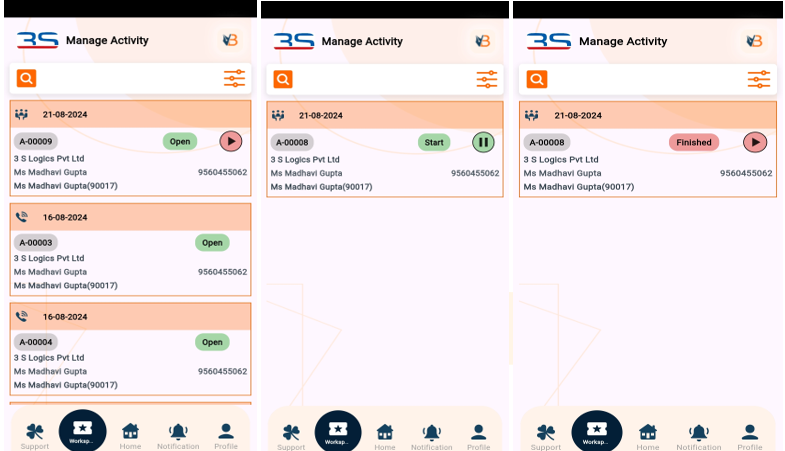 3S Manage Activity B
21-08-2024
A-00009 Open
3 S Logics Pvt Ltd
Ms Madhavi Gupta 9560455062
Ms Madhavi Gupta(90017)
16-08-2024
A-00003 Open
3 S Logics Pvt Ltd
Ms Madhavi Gupta 9560455062
Ms Madhavi Gupta(90017)
16-08-2024
A-00004 Open
3 S Logics Pvt Ltd
Ms Madhavi Gupta 9560455062
Ms Madhavi Gupta(90017)
Support Worksp.. Home Notification Profile
3S Manage Activity B
21-08-2024
A-00008 Start
3 S Logics Pvt Ltd
Ms Madhavi Gupta 9560455062
Ms Madhavi Gupta(90017)
Support Worksp.. Home Notification Profile
3S Manage Activity B
21-08-2024
A-00008 Finished
3 S Logics Pvt Ltd
Ms Madhavi Gupta 9560455062
Ms Madhavi Gupta(90017)
Support Worksp.. Home Notification Profile